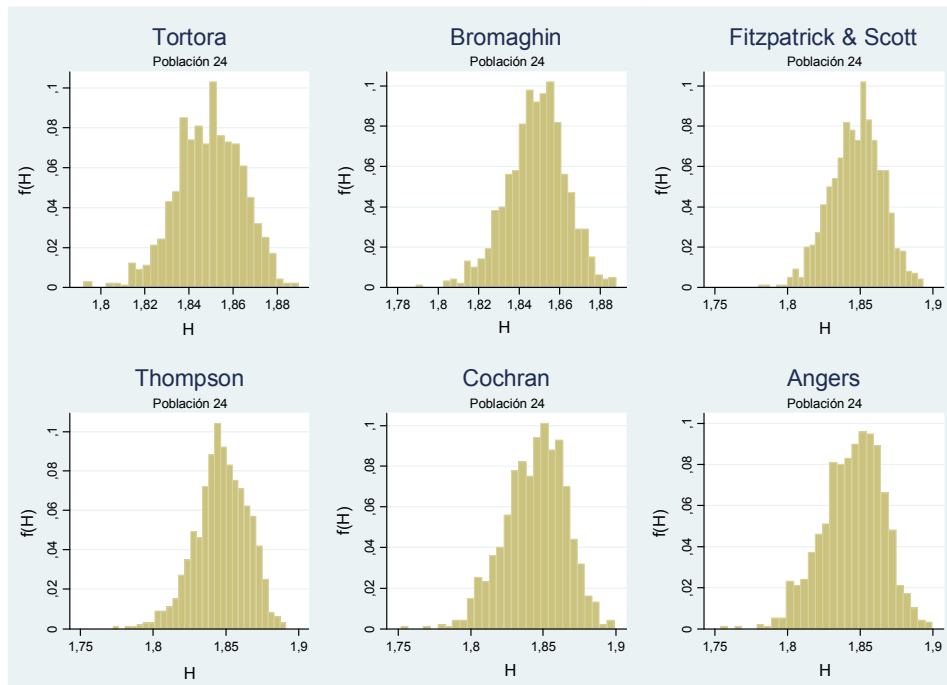 Tortora
Población 24
f(H)
0 ,02 ,04 ,06 ,08 ,1
1,8 1,82 1,84 1,86 1,88
H
Bromaghin
Población 24
f(H)
0 ,02 ,04 ,06 ,08 ,1
1,78 1,8 1,82 1,84 1,86 1,88
H
Fitzpatrick & Scott
Población 24
f(H)
0 ,02 ,04 ,06 ,08 ,1
1,75 1,8 1,85 1,9
H
Thompson
Población 24
f(H)
0 ,02 ,04 ,06 ,08 ,1
1,75 1,8 1,85 1,9
H
Cochran
Población 24
f(H)
0 ,02 ,04 ,06 ,08 ,1
1,75 1,8 1,85 1,9
H
Angers
Población 24
f(H)
0 ,02 ,04 ,06 ,08 ,1
1,75 1,8 1,85 1,9
H